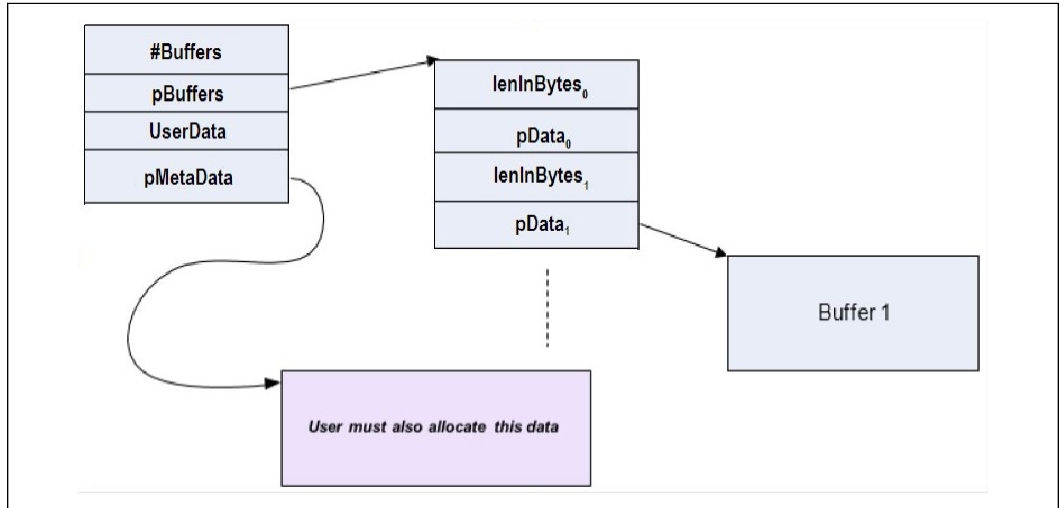 #Buffers
pBuffers
UserData
pMetaData
lenInBytes₀
pData₀
lenInBytes₁
pData₁
Buffer 1
User must also allocate this data